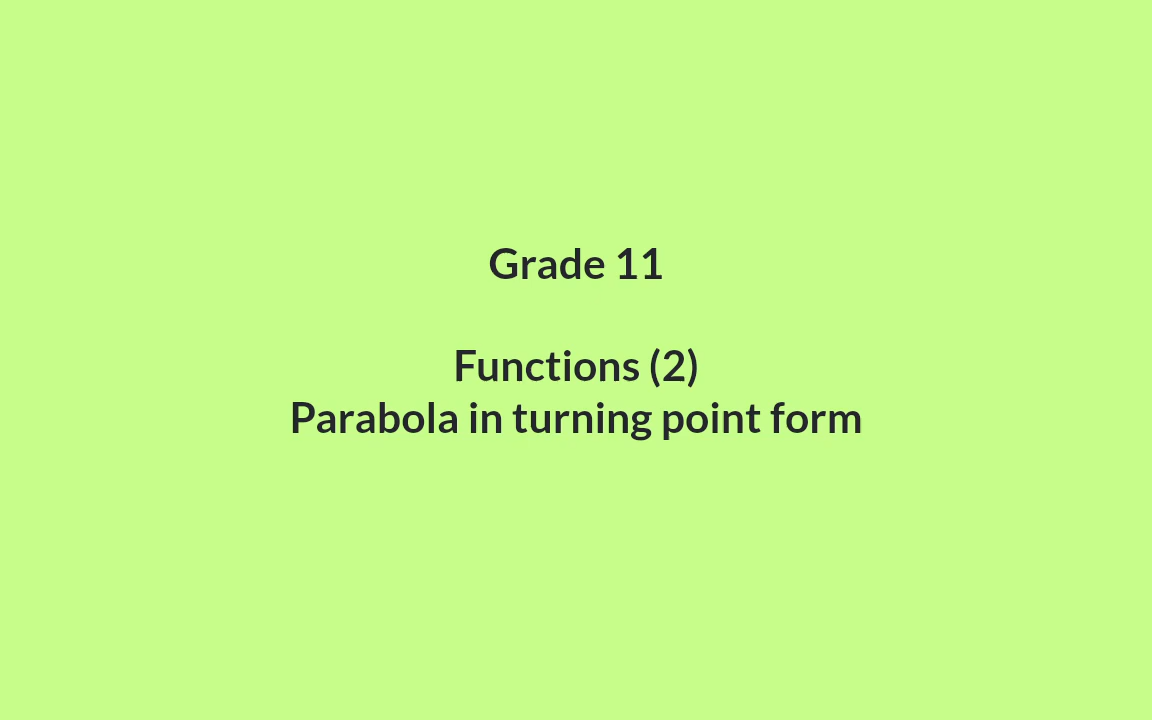 Grade 11
Functions (2)
Parabola in turning point form